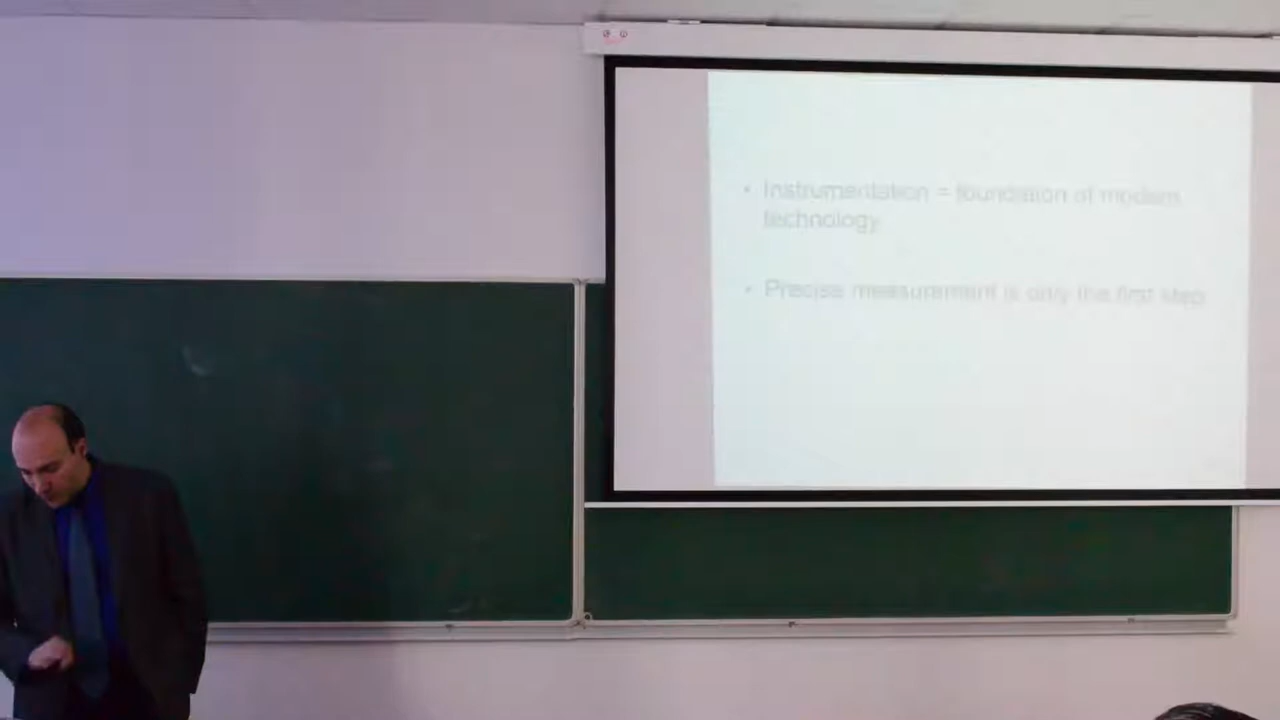 • Instrumentation = foundation of modern
technology
• Precise measurement is only the first step